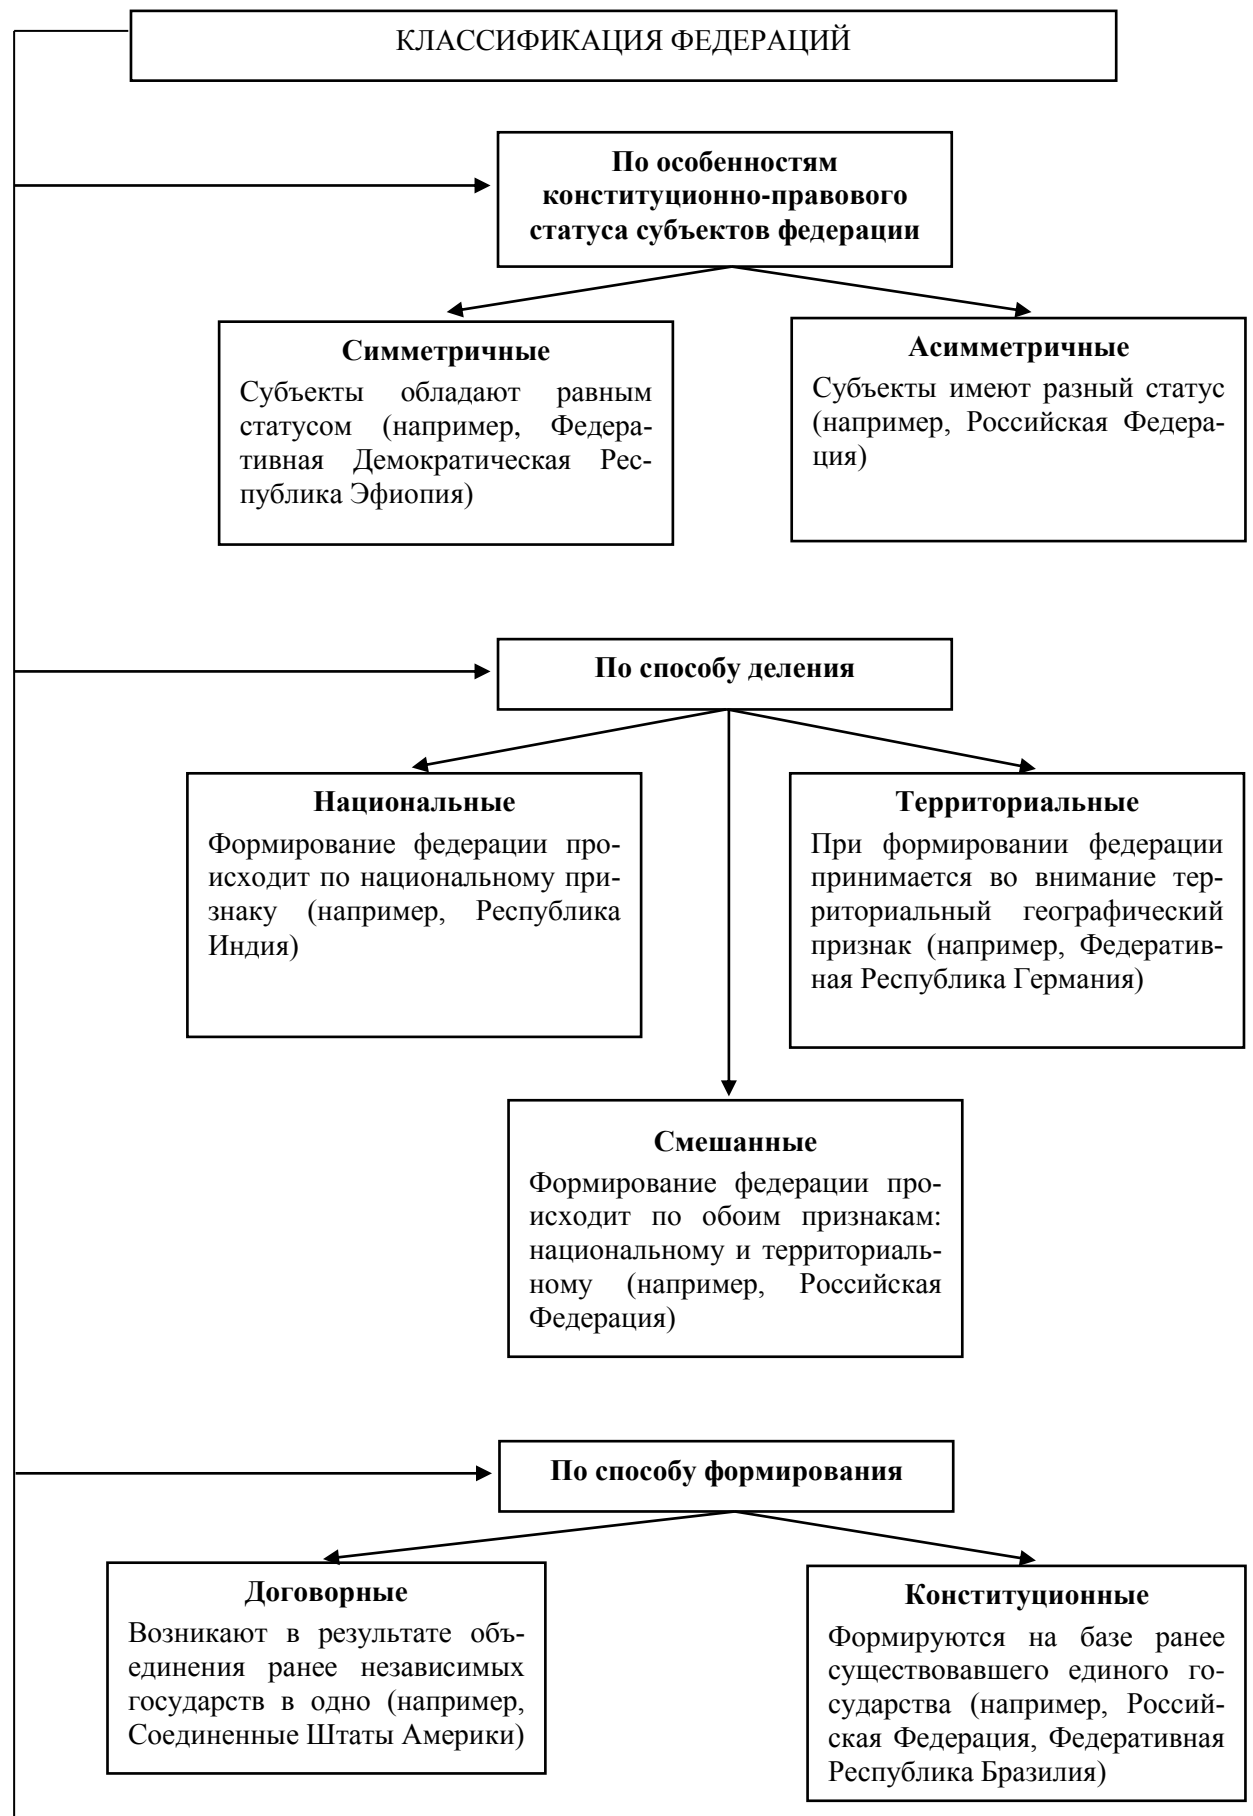 КЛАССИФИКАЦИЯ ФЕДЕРАЦИЙ
По особенностям
конституционно-правового
статуса субъектов федерации
Симметричные
Субъекты обладают равным
статусом (например, Федера-
тивная Демократическая Рес-
публика Эфиопия)
Асимметричные
Субъекты имеют разный статус
(например, Российская Федера-
ция)
По способу деления
Национальные
Формирование федерации про-
исходит по национальному при-
знаку (например, Республика
Индия)
Территориальные
При формировании федерации
принимается во внимание тер-
риториальный географический
признак (например, Федератив-
ная Республика Германия)
Смешанные
Формирование федерации про-
исходит по обоим признакам:
национальному и территориаль-
ному (например, Российская
Федерация)
По способу формирования
Договорные
Возникают в результате объ-
единения ранее независимых
государств в одно (например,
Соединенные Штаты Америки)
Конституционные
Формируются на базе ранее
существовавшего единого го-
сударства (например, Россий-
ская Федерация, Федеративная
Республика Бразилия)